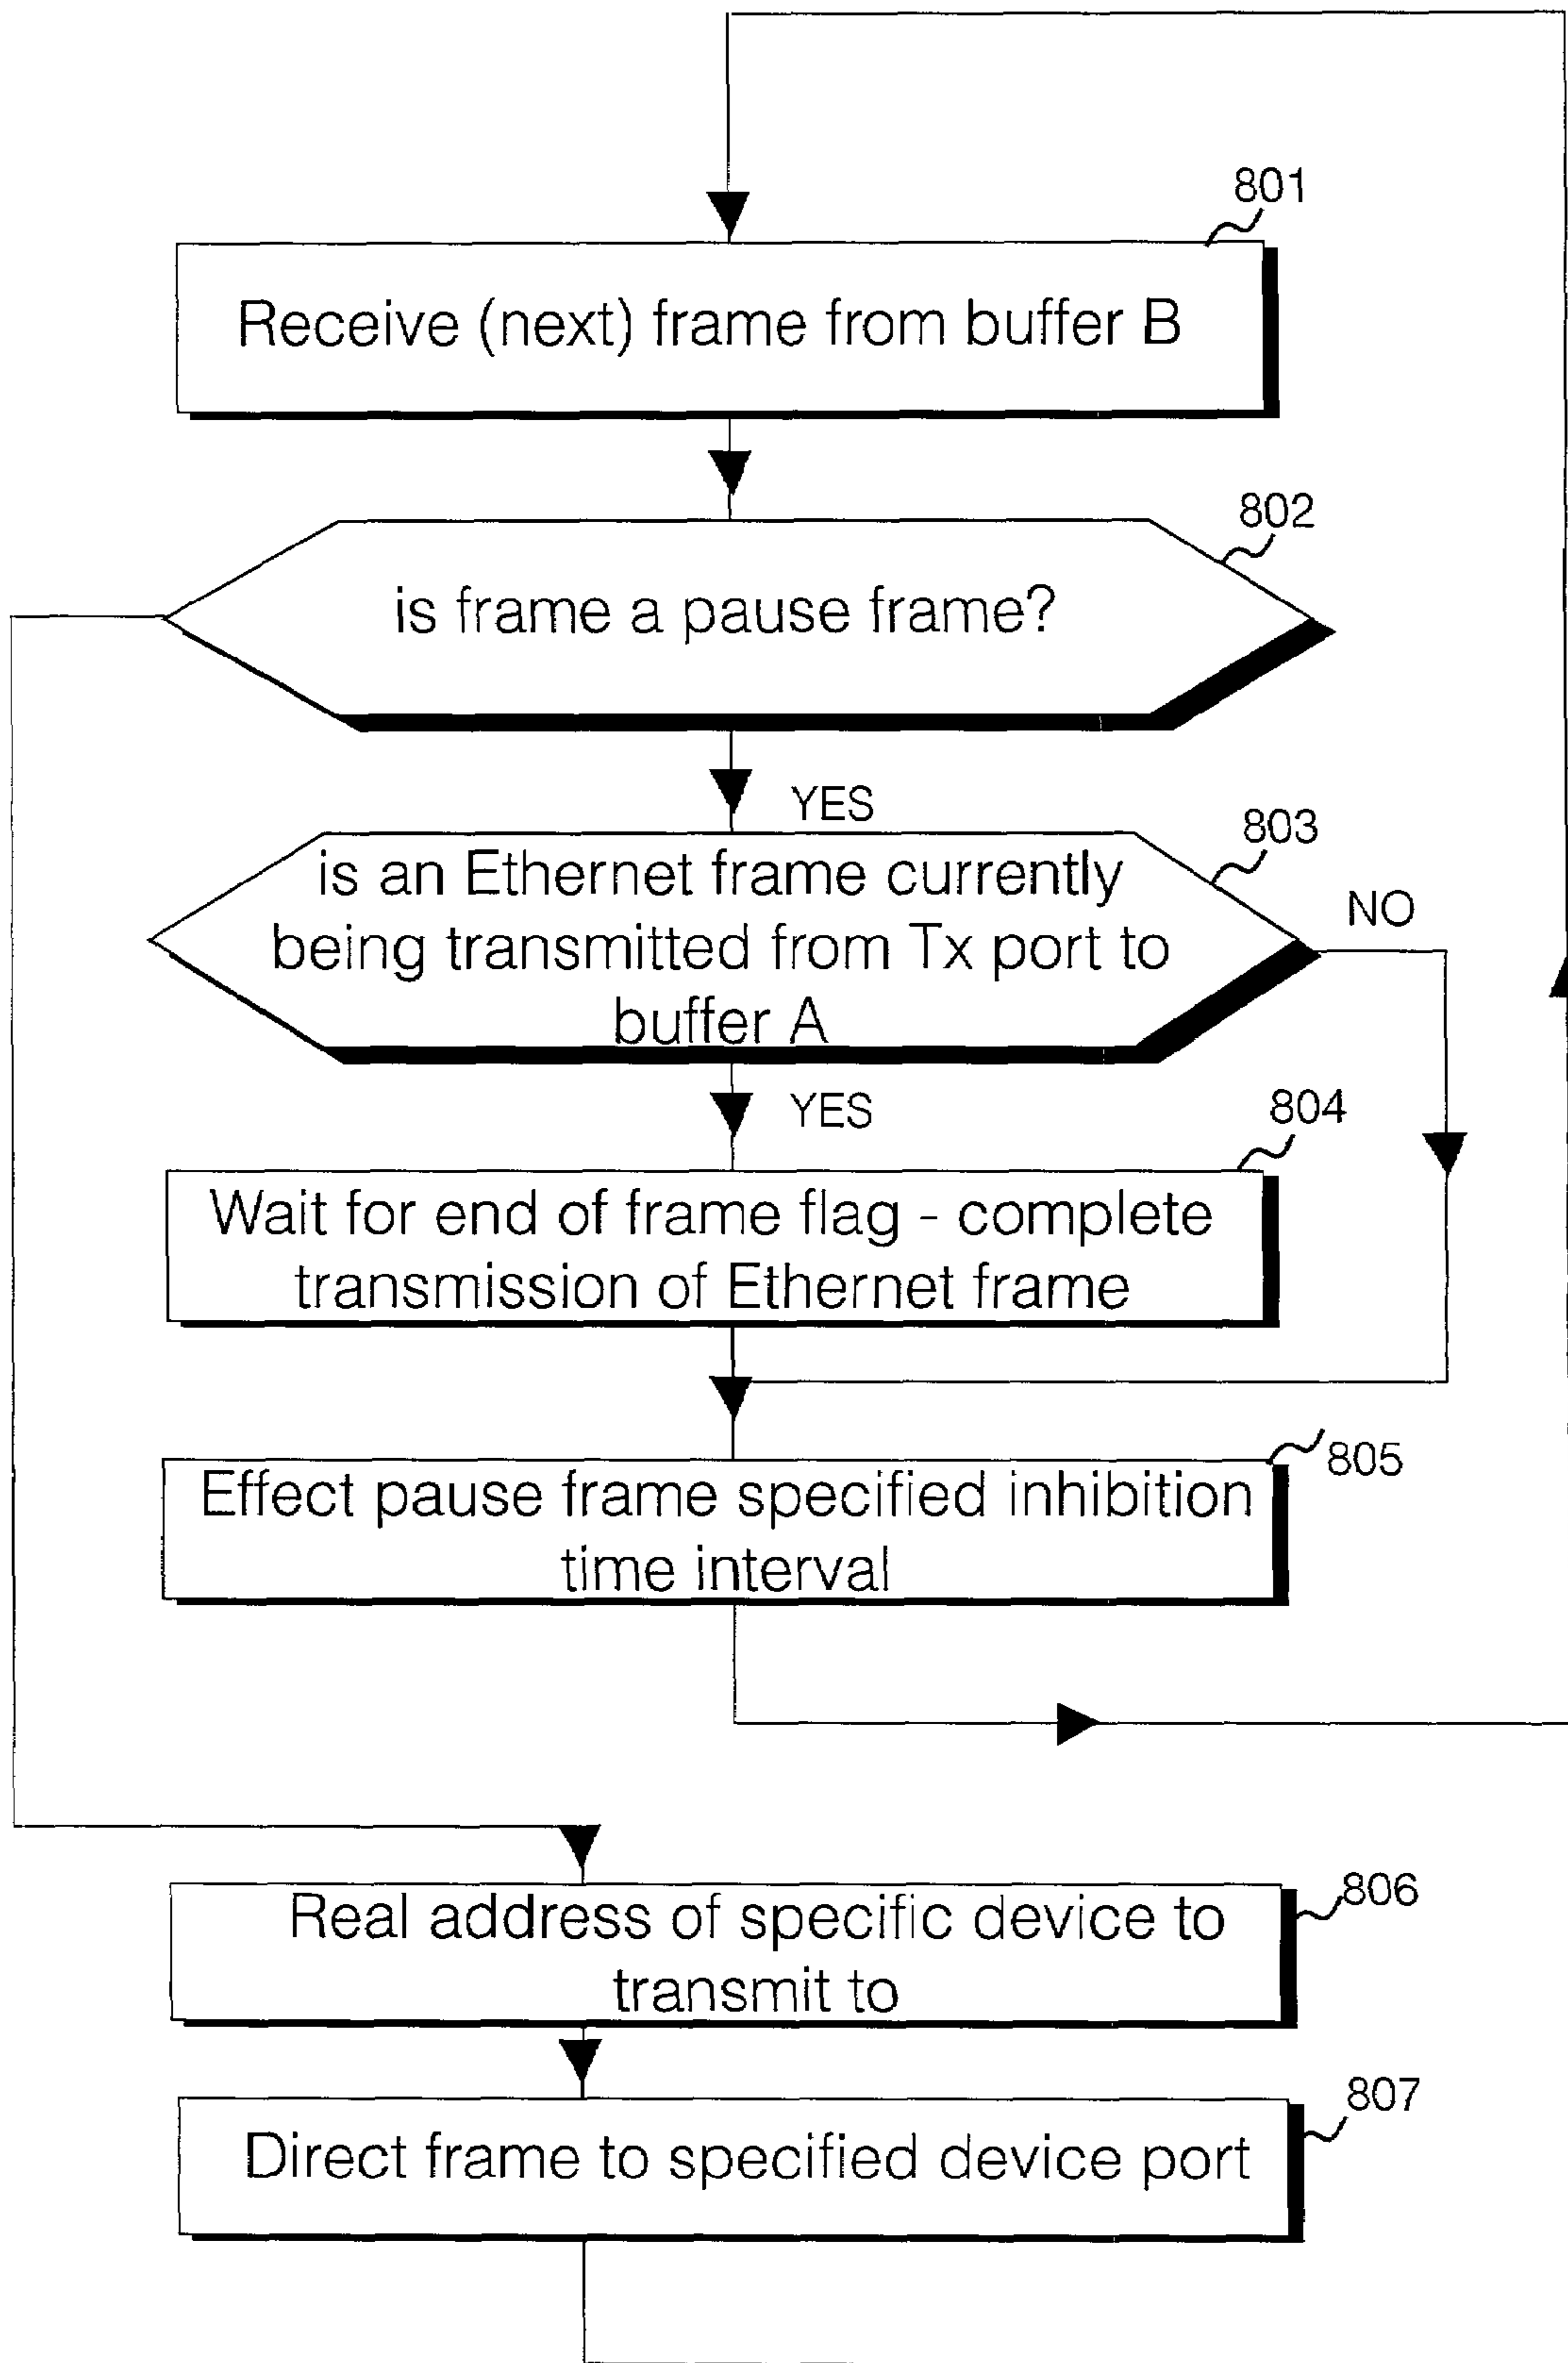 801
Receive (next) frame from buffer B
802
is frame a pause frame?
YES
803
is an Ethernet frame currently
being transmitted from Tx port to
buffer A
NO
YES
804
Wait for end of frame flag - complete
transmission of Ethernet frame
805
Effect pause frame specified inhibition
time interval
806
Real address of specific device to
transmit to
807
Direct frame to specified device port